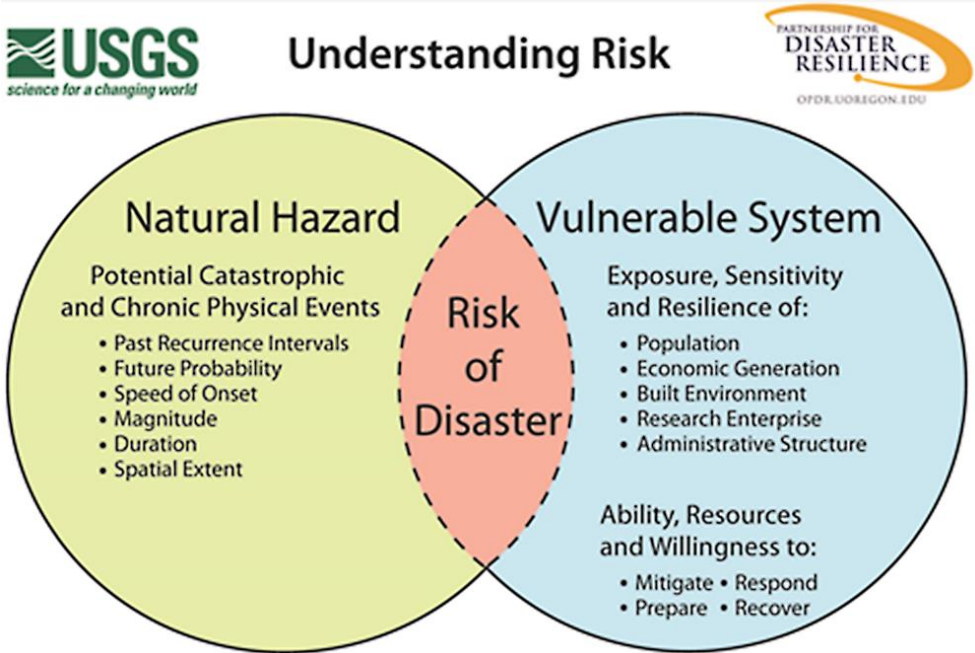 USGS
science for a changing world
Understanding Risk
PARTNERSHIP FOR
DISASTER
RESILIENCE
OPDR.UOREGON.EDU
Natural Hazard
Potential Catastrophic
and Chronic Physical Events
• Past Recurrence Intervals
• Future Probability
• Speed of Onset
• Magnitude
• Duration
• Spatial Extent
Risk
of
Disaster
Vulnerable System
Exposure, Sensitivity
and Resilience of:
• Population
• Economic Generation
• Built Environment
• Research Enterprise
• Administrative Structure
Ability, Resources
and Willingness to:
• Mitigate • Respond
• Prepare • Recover